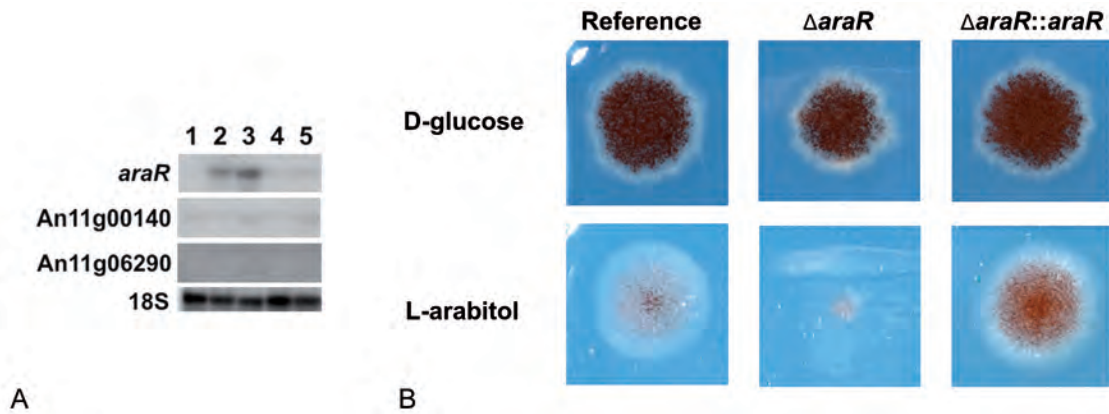 1 2 3 4 5
araR
An11g00140
An11g06290
18S
A
Reference ΔaraR ΔaraR::araR
D-glucose
L-arabitol
B